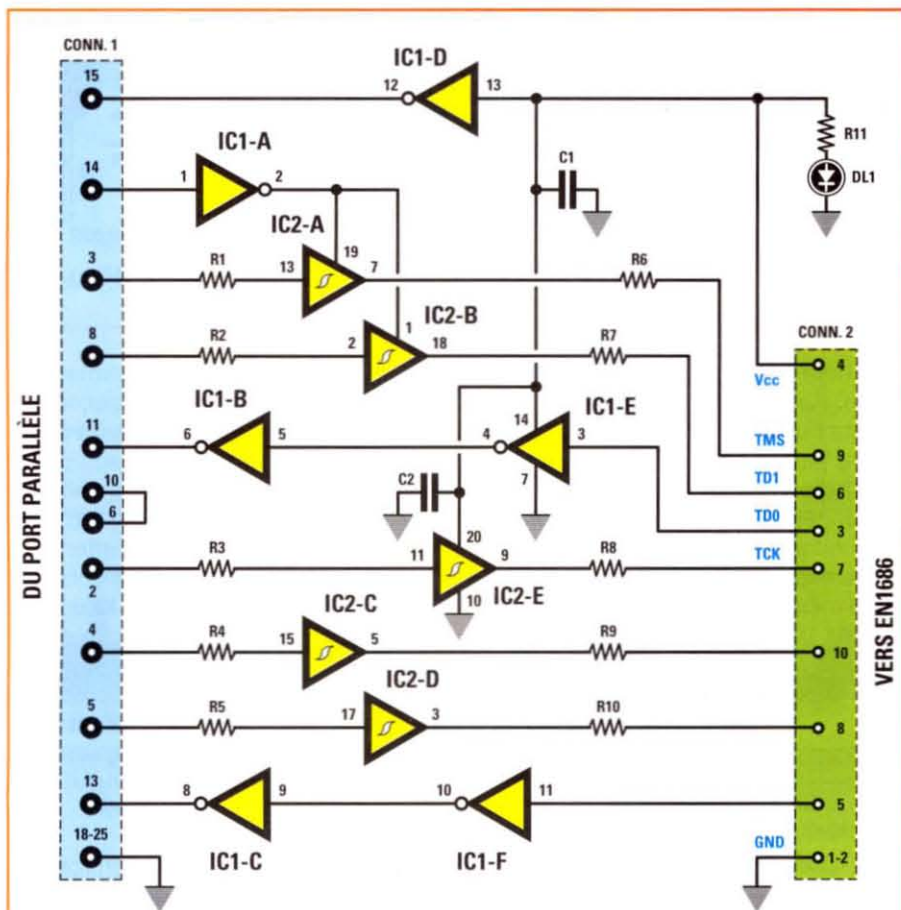 CONN. 1
15
12
IC1-D
13
R11
DL1
C1
14
1
IC1-A
2
IC2-A
3
R1
13
19
7
R6
8
R2
2
IC2-B
1
18
R7
CONN. 2
4
Vcc
11
6
IC1-B
5
4
14
IC1-E
3
7
TMS
9
TD1
6
TD0
3
10
6
C2
20
2
R3
11
9
IC2-E
10
R8
TCK
7
4
R4
IC2-C
15
5
R9
10
5
R5
IC2-D
17
3
R10
8
13
8
IC1-C
9
10
IC1-F
11
5
18-25
GND
1-2
DU PORT PARALLÈLE
VERS EN1686